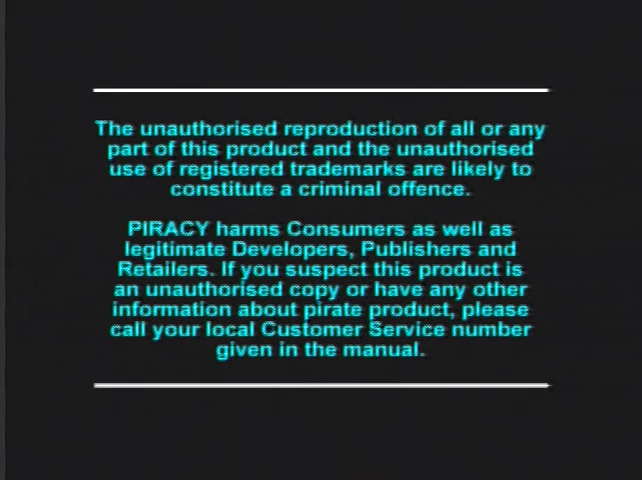 The unauthorised reproduction of all or any
part of this product and the unauthorised
use of registered trademarks are likely to
constitute a criminal offence.
PIRACY harms Consumers as well as
legitimate Developers, Publishers and
Retailers. If you suspect this product is
an unauthorised copy or have any other
information about pirate product, please
call your local Customer Service number
given in the manual.